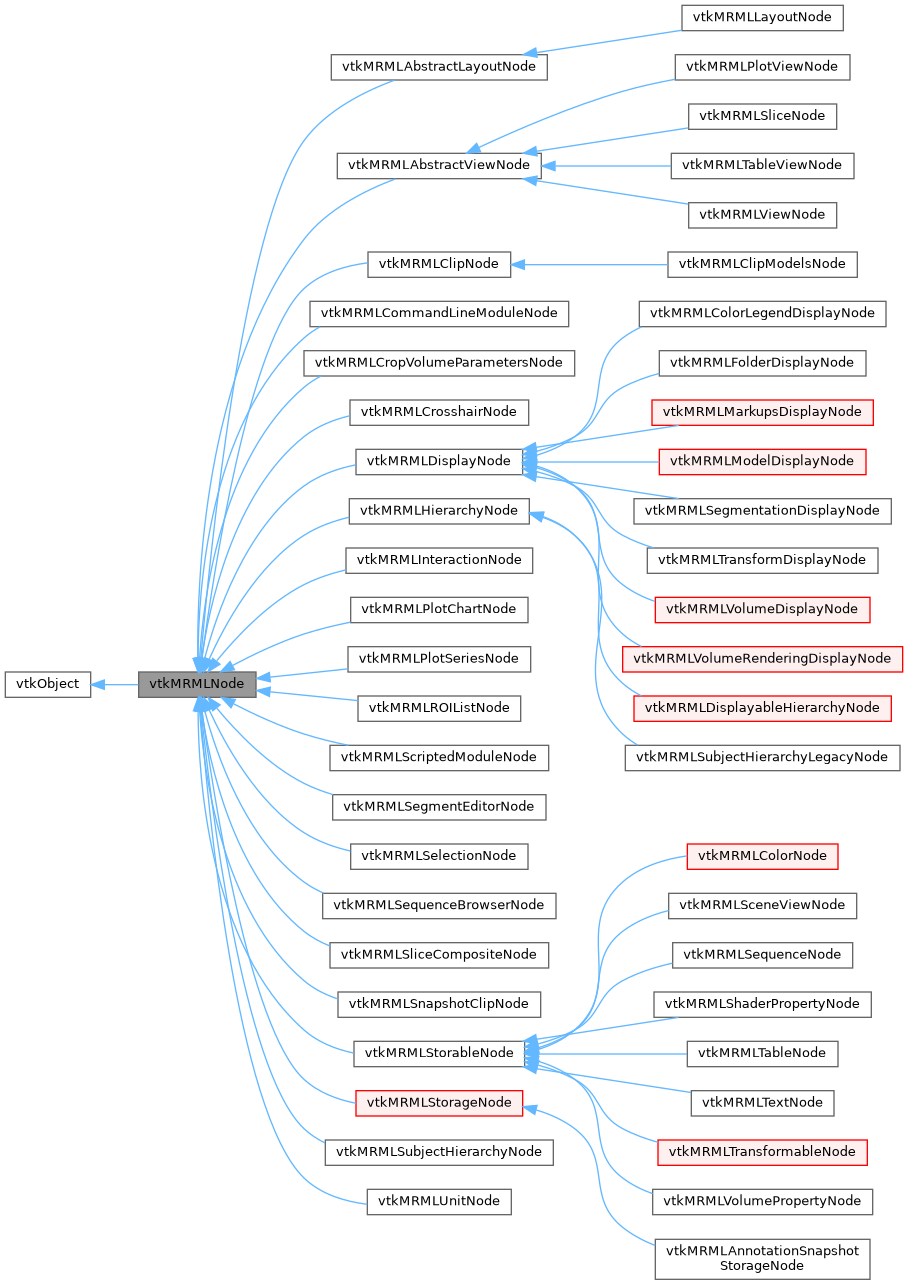 vtkMRMLLayoutNode
vtkMRMLAbstractLayoutNode
vtkMRMLPlotViewNode
vtkMRMLSliceNode
vtkMRMLAbstractViewNode
vtkMRMLTableViewNode
vtkMRMLViewNode
vtkMRMLClipNode
vtkMRMLClipModelsNode
vtkMRMLCommandLineModuleNode
vtkMRMLColorLegendDisplayNode
vtkMRMLCropVolumeParametersNode
vtkMRMLFolderDisplayNode
vtkMRMLCrosshairNode
vtkMRMLMarkupsDisplayNode
vtkMRMLDisplayNode
vtkMRMLModelDisplayNode
vtkMRMLHierarchyNode
vtkMRMLSegmentationDisplayNode
vtkMRMLInteractionNode
vtkMRMLTransformDisplayNode
vtkMRMLPlotChartNode
vtkMRMLVolumeDisplayNode
vtkMRMLPlotSeriesNode
vtkMRMLVolumeRenderingDisplayNode
vtkObject
vtkMRMLNode
vtkMRMLROIListNode
vtkMRMLDisplayableHierarchyNode
vtkMRMLScriptedModuleNode
vtkMRMLSubjectHierarchyLegacyNode
vtkMRMLSegmentEditorNode
vtkMRMLSelectionNode
vtkMRMLColorNode
vtkMRMLSequenceBrowserNode
vtkMRMLSceneViewNode
vtkMRMLSliceCompositeNode
vtkMRMLSequenceNode
vtkMRMLSnapshotClipNode
vtkMRMLShaderPropertyNode
vtkMRMLStorableNode
vtkMRMLTableNode
vtkMRMLStorageNode
vtkMRMLTextNode
vtkMRMLSubjectHierarchyNode
vtkMRMLTransformableNode
vtkMRMLUnitNode
vtkMRMLVolumePropertyNode
vtkMRMLAnnotationSnapshot
StorageNode